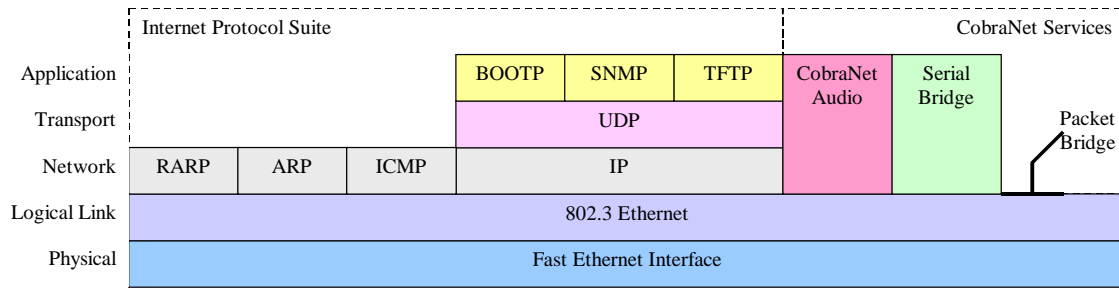 Internet Protocol Suite
CobraNet Services
Application
BOOTP
SNMP
TFTP
CobraNet
Audio
Serial
Bridge
Transport
UDP
Packet
Bridge
Network
RARP
ARP
ICMP
IP
Logical Link
802.3 Ethernet
Physical
Fast Ethernet Interface